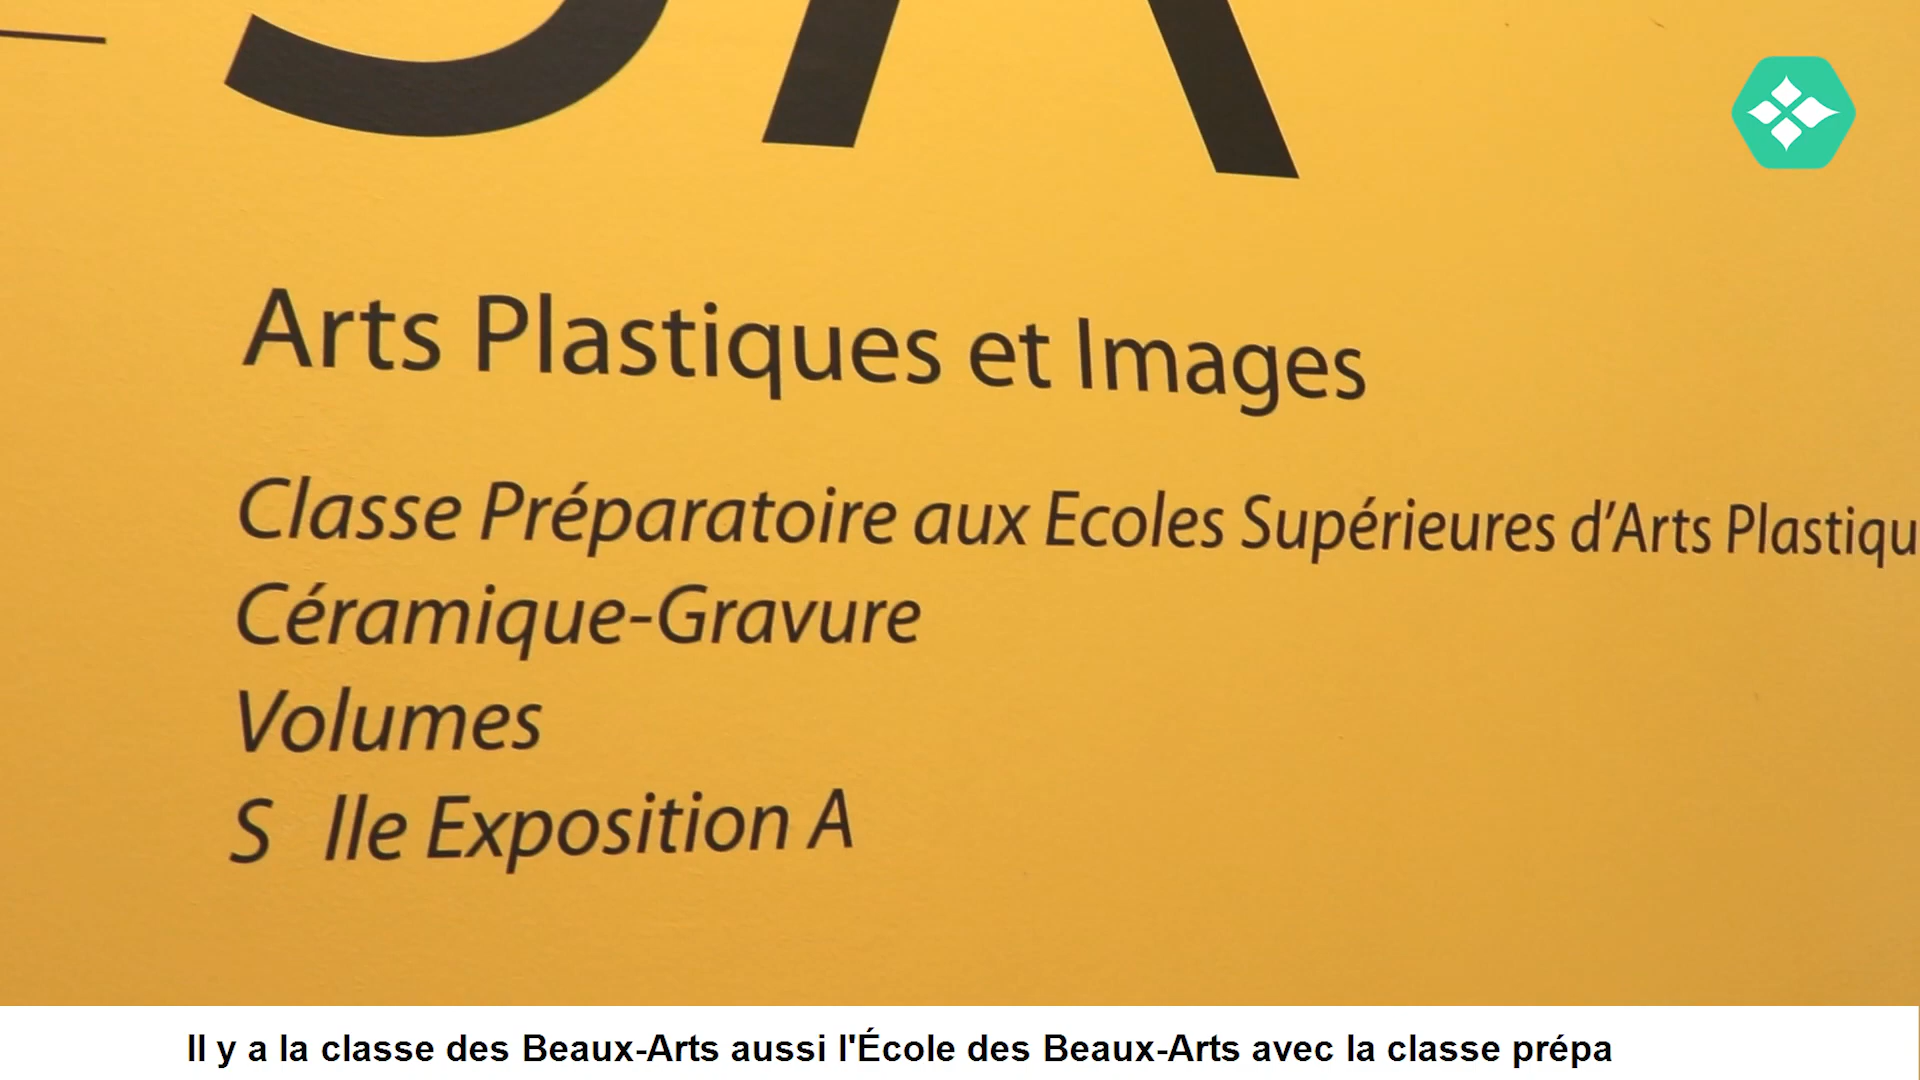 Arts Plastiques et Images
Classe Préparatoire aux Ecoles Supérieures d'Arts Plastiqu
Céramique-Gravure
Volumes
S lle Exposition A
Il y a la classe des Beaux-Arts aussi l'École des Beaux-Arts avec la classe prépa